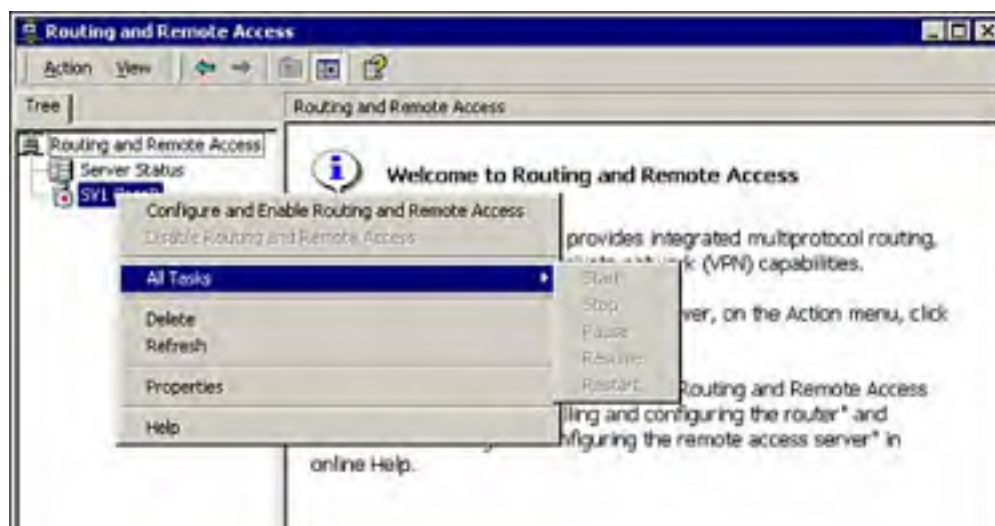 Routing and Remote Access
Action View
Tree
Routing and Remote Access
Routing and Remote Access
Server Status
SV1
Welcome to Routing and Remote Access
Configure and Enable Routing and Remote Access
Disable Routing and Remote Access
provides integrated multiprotocol routing,
(VPN) capabilities.
All Tasks
Start
Stop
Pause
Resume
Restart
ver, on the Action menu, click
Delete
Refresh
Properties
Help
Routing and Remote Access
lling and configuring the router" and
nfiguring the remote access server" in
online Help.